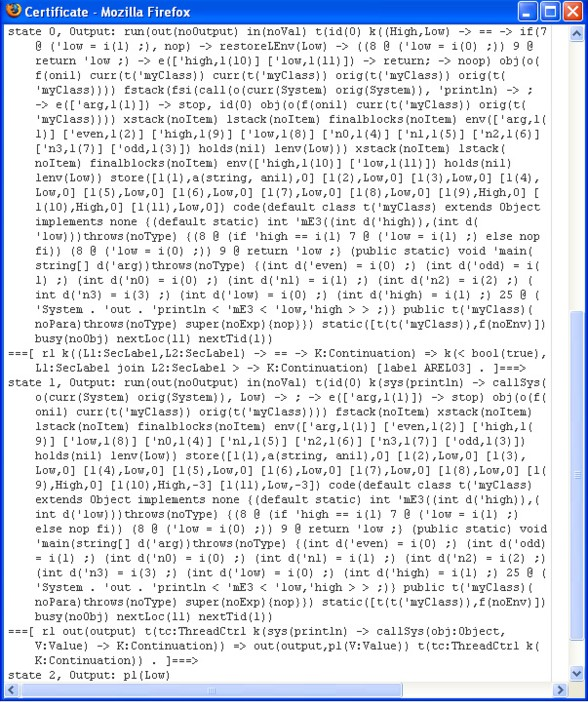 Certificate - Mozilla Firefox
state 0, Output: run(out(noOutput) in(noVal) t(id(0) k((High,Low) -> == -> if(7
@ ('low = i(1) ;), nop) -> restoreLEnv(Low) -> ((8 @ ('low = i(0) ;)) 9 @
return 'low ;) -> e(['high,l(10)] ['low,l(11)]) -> return; -> noop) obj(o(
f(onil) curr(t('myClass)) curr(t('myClass)) orig(t('myClass)) orig(t(
'myClass))) fstack(fsi(call(o(curr(System) orig(System)), 'println) -> ;
-> e(['arg,l(1)]) -> stop, id(0) obj(o(f(onil) curr(t('myClass)) orig(t(
'myClass))) xstack(noItem) lstack(noItem) finalblocks(noItem) env(['arg,l(
1)] ['even,l(2)] ['high,l(9)] ['low,l(8)] ['n0,l(4)] ['n1,l(5)] ['n2,l(6)]
['n3,l(7)] ['odd,l(3)]) holds(nil) lenv(Low))) xstack(noItem) lstack(
noItem) finalblocks(noItem) env(['high,l(10)] ['low,l(11)]) holds(nil)
lenv(Low)) store([l(1),a(string, anil),0] [l(2),Low,0] [l(3),Low,0] [l(4),
Low,0] [l(5),Low,0] [l(6),Low,0] [l(7),Low,0] [l(8),Low,0] [l(9),High,0] [
l(10),High,0] [l(11),Low,0]) code(default class t('myClass) extends Object
implements none {(default static) int 'mE3((int d('high)),(int d(
'low)))throws(noType) {(8 @ (if 'high == i(1) 7 @ ('low = i(1) ;) else nop
fi)) (8 @ ('low = i(0) ;)) 9 @ return 'low ;} (public static) void 'main(
string[] d('arg))throws(noType) {(int d('even) = i(0) ;) (int d('odd) = i(
1) ;) (int d('n0) = i(0) ;) (int d('n1) = i(1) ;) (int d('n2) = i(2) ;) (
int d('n3) = i(3) ;) (int d('low) = i(0) ;) (int d('high) = i(1) ;) 25 @ (
'System . 'out . 'println < 'mE3 < 'low,'high > > ;)} public t('myClass)(
noPara)throws(noType) super(noExp){nop}}) static([t(t('myClass)),f(noEnv)])
busy(noObj) nextLoc(11) nextTid(1))
===[ rl k((L1:SecLabel,L2:SecLabel) -> == -> K:Continuation) => k(< bool(true),
L1:SecLabel join L2:SecLabel > -> K:Continuation) [label AREL03] . ]===>
state 1, Output: run(out(noOutput) in(noVal) t(id(0) k(sys(println) -> callSys(
o(curr(System) orig(System)), Low) -> ; -> e(['arg,l(1)]) -> stop) obj(o(f(
onil) curr(t('myClass)) orig(t('myClass)))) fstack(noItem) xstack(noItem)
lstack(noItem) finalblocks(noItem) env(['arg,l(1)] ['even,l(2)] ['high,l(
9)] ['low,l(8)] ['n0,l(4)] ['n1,l(5)] ['n2,l(6)] ['n3,l(7)] ['odd,l(3)])
holds(nil) lenv(Low)) store([l(1),a(string, anil),0] [l(2),Low,0] [l(3),
Low,0] [l(4),Low,0] [l(5),Low,0] [l(6),Low,0] [l(7),Low,0] [l(8),Low,0] [l(
9),High,0] [l(10),High,-3] [l(11),Low,-3]) code(default class t('myClass)
extends Object implements none {(default static) int 'mE3((int d('high)),(
int d('low)))throws(noType) {(8 @ (if 'high == i(1) 7 @ ('low = i(1) ;)
else nop fi)) (8 @ ('low = i(0) ;)) 9 @ return 'low ;} (public static) void
'main(string[] d('arg))throws(noType) {(int d('even) = i(0) ;) (int d('odd)
= i(1) ;) (int d('n0) = i(0) ;) (int d('n1) = i(1) ;) (int d('n2) = i(2) ;)
(int d('n3) = i(3) ;) (int d('low) = i(0) ;) (int d('high) = i(1) ;) 25 @ (
'System . 'out . 'println < 'mE3 < 'low,'high > > ;)} public t('myClass)(
noPara)throws(noType) super(noExp){nop}}) static([t(t('myClass)),f(noEnv)])
busy(noObj) nextLoc(11) nextTid(1))
===[ rl out(output) t(tc:ThreadCtrl k(sys(println) -> callSys(obj:Object,
V:Value) -> K:Continuation)) => out(output,pl(V:Value)) t(tc:ThreadCtrl k(
K:Continuation)) . ]===>
state 2, Output: pl(Low)